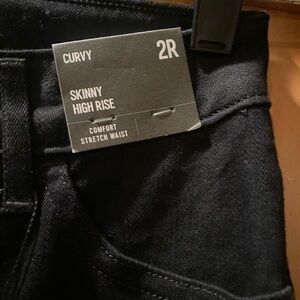 CURVY
2R
SKINNY
HIGH RISE
COMFORT
STRETCH WAIST